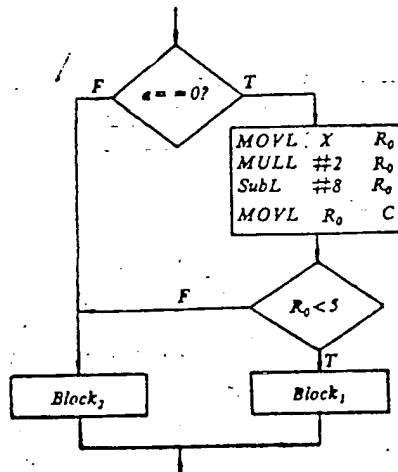 a = = 0?
F
T
MOVL X R₀
MULL #2 R₀
SubL #8 R₀
MOVL R₀ C
F
R₀ < 5
T
Block₂
Block₁